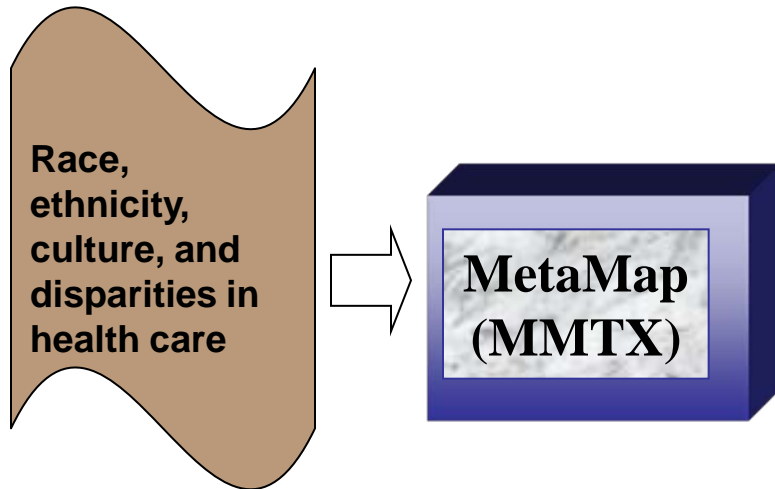 Race,
ethnicity,
culture, and
disparities in
health care
MetaMap
(MMTX)